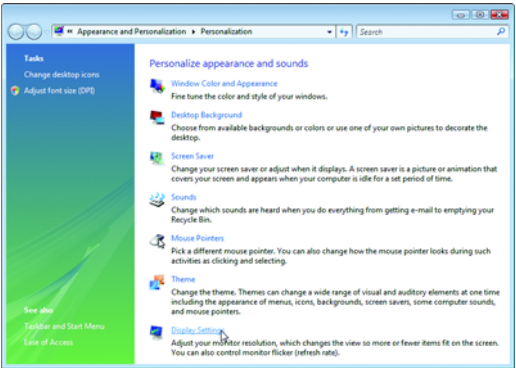 « Appearance and Personalization ▸ Personalization
Search
Tasks
Change desktop icons
Adjust font size (DPI)
See also
Taskbar and Start Menu
Ease of Access
Personalize appearance and sounds
Window Color and Appearance
Fine tune the color and style of your windows.
Desktop Background
Choose from available backgrounds or colors or use one of your own pictures to decorate the
desktop.
Screen Saver
Change your screen saver or adjust when it displays. A screen saver is a picture or animation that
covers your screen and appears when your computer is idle for a set period of time.
Sounds
Change which sounds are heard when you do everything from getting e-mail to emptying your
Recycle Bin.
Mouse Pointers
Pick a different mouse pointer. You can also change how the mouse pointer looks during such
activities as clicking and selecting.
Theme
Change the theme. Themes can change a wide range of visual and auditory elements at one time
including the appearance of menus, icons, backgrounds, screen savers, some computer sounds,
and mouse pointers.
Display Settings
Adjust your monitor resolution, which changes the view so more or fewer items fit on the screen.
You can also control monitor flicker (refresh rate).